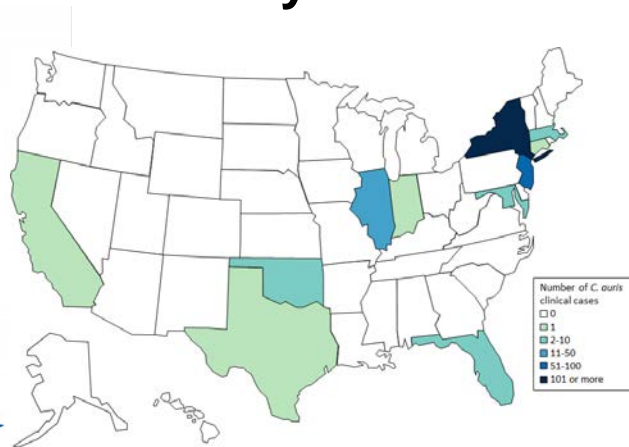 y
Number of C. auris
clinical cases
0
1
2-10
11-50
51-100
101 or more